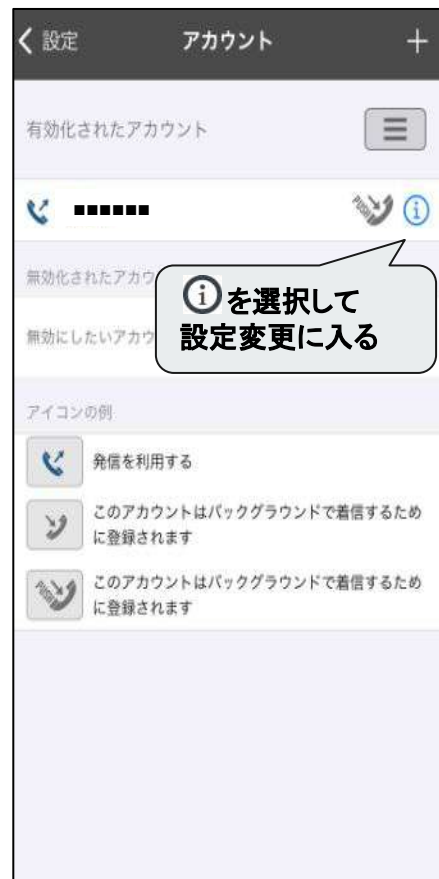 設定 アカウント +
有効化されたアカウント
■■■■■■ PUSH
無効化されたアカウ
ⓘを選択して
設定変更に入る
無効にしたいアカウ
アイコンの例
発信を利用する
このアカウントはバックグラウンドで着信するため
に登録されます
PUSH このアカウントはバックグラウンドで着信するため
に登録されます